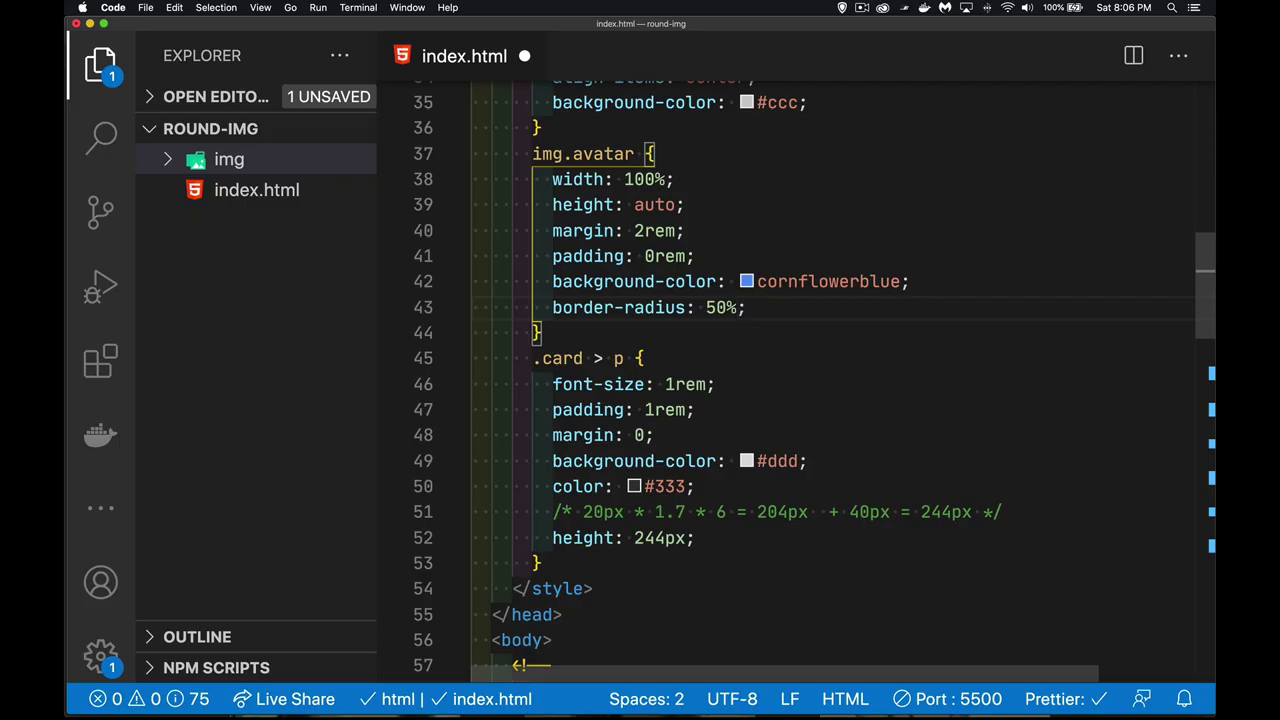 Code File Edit Selection View Go Run Terminal Window Help 100% Sat 8:06 PM
index.html — round-img
EXPLORER
OPEN EDITO... 1 UNSAVED
ROUND-IMG
img
index.html
OUTLINE
NPM SCRIPTS
1
1
index.html
35 background-color: #ccc;
36 }
37 img.avatar {
38 width: 100%;
39 height: auto;
40 margin: 2rem;
41 padding: 0rem;
42 background-color: cornflowerblue;
43 border-radius: 50%;
44 }
45 .card > p {
46 font-size: 1rem;
47 padding: 1rem;
48 margin: 0;
49 background-color: #ddd;
50 color: #333;
51 /* 20px * 1.7 * 6 = 204px + 40px = 244px */
52 height: 244px;
53 }
54 </style>
55 </head>
56 <body>
57 <!--
0 0 75 Live Share html | index.html Spaces: 2 UTF-8 LF HTML Port : 5500 Prettier: